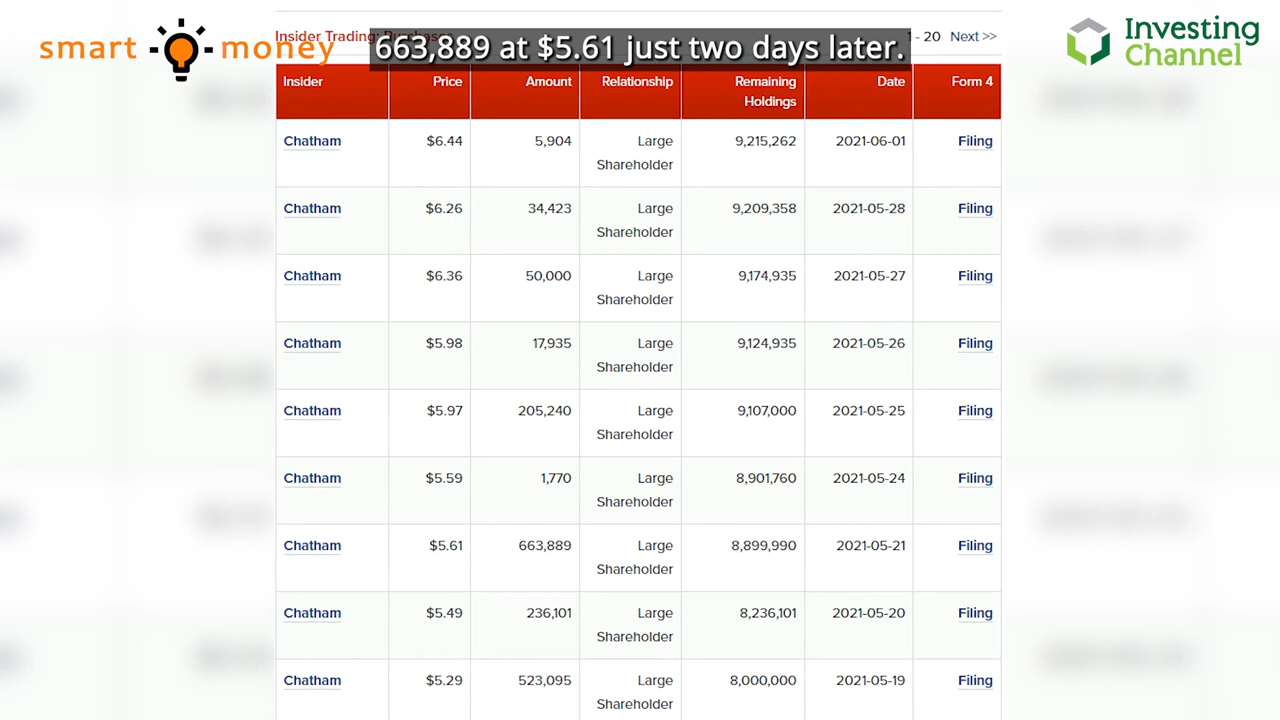 smart money
Insider Trading: Purchases
663,889 at $5.61 just two days later.
1 - 20 Next >>
Investing
Channel
Insider Price Amount Relationship Remaining Holdings Date Form 4
Chatham $6.44 5,904 Large Shareholder 9,215,262 2021-06-01 Filing
Chatham $6.26 34,423 Large Shareholder 9,209,358 2021-05-28 Filing
Chatham $6.36 50,000 Large Shareholder 9,174,935 2021-05-27 Filing
Chatham $5.98 17,935 Large Shareholder 9,124,935 2021-05-26 Filing
Chatham $5.97 205,240 Large Shareholder 9,107,000 2021-05-25 Filing
Chatham $5.59 1,770 Large Shareholder 8,901,760 2021-05-24 Filing
Chatham $5.61 663,889 Large Shareholder 8,899,990 2021-05-21 Filing
Chatham $5.49 236,101 Large Shareholder 8,236,101 2021-05-20 Filing
Chatham $5.29 523,095 Large Shareholder 8,000,000 2021-05-19 Filing